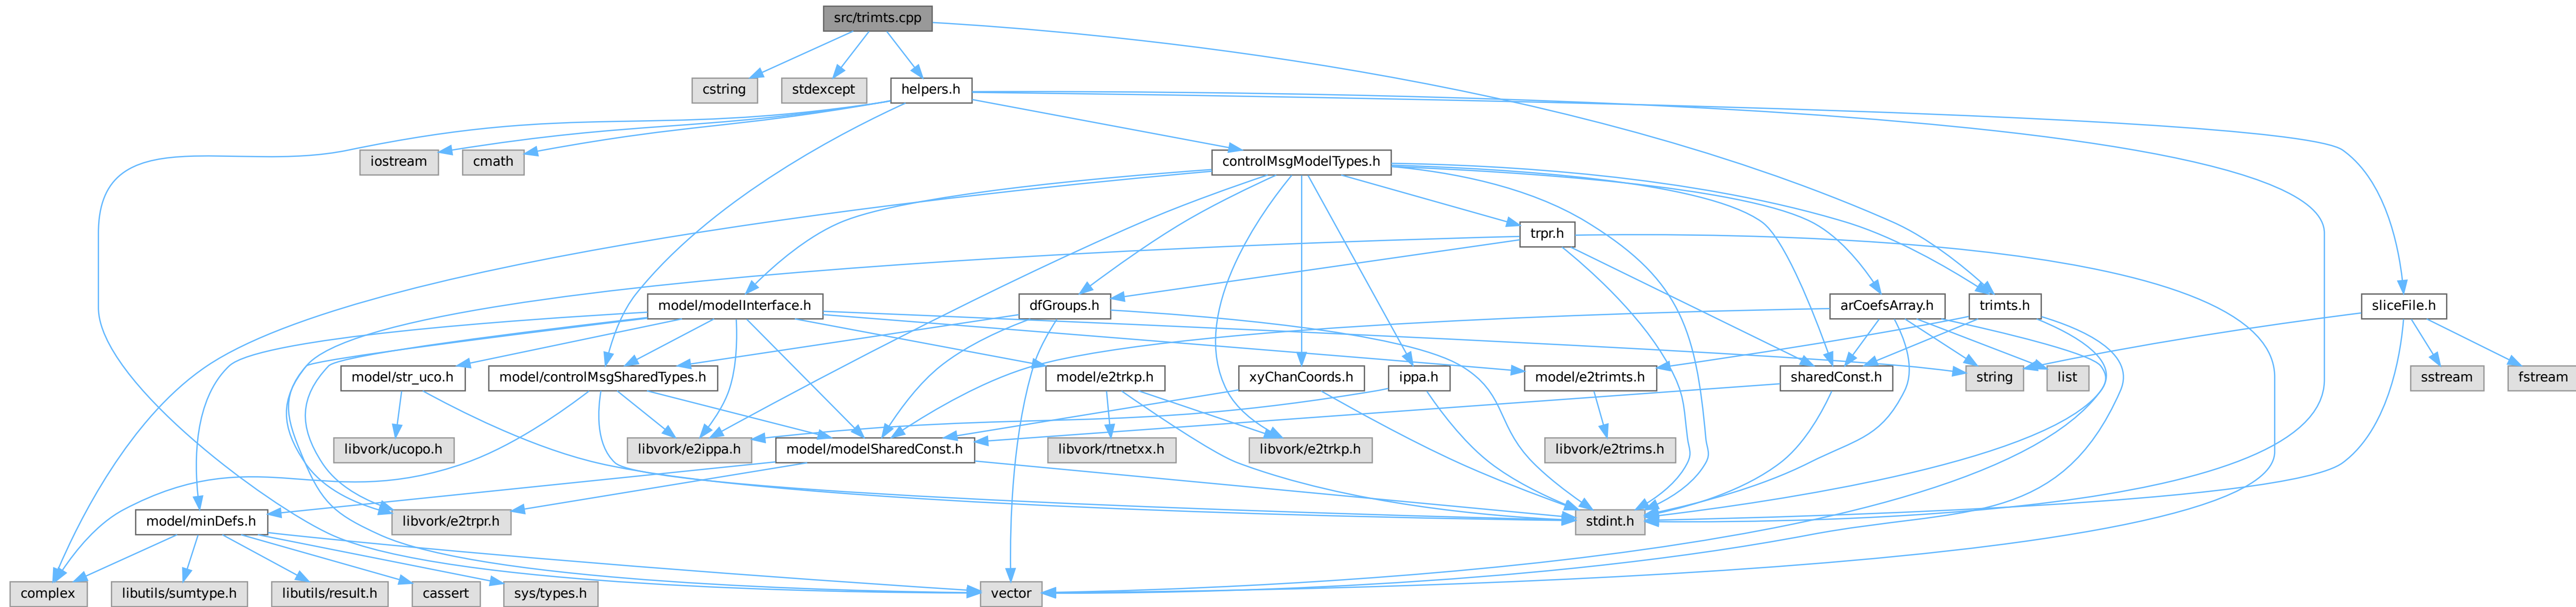 src/trimts.cpp
cstring
stdexcept
helpers.h
iostream
cmath
controlMsgModelTypes.h
trpr.h
model/modelInterface.h
dfGroups.h
arCoefsArray.h
trimts.h
sliceFile.h
model/str_uco.h
model/controlMsgSharedTypes.h
model/e2trkp.h
xyChanCoords.h
ippa.h
model/e2trimts.h
sharedConst.h
string
list
sstream
fstream
libvork/ucopo.h
libvork/e2ippa.h
model/modelSharedConst.h
libvork/rtnetxx.h
libvork/e2trkp.h
libvork/e2trims.h
model/minDefs.h
libvork/e2trpr.h
stdint.h
complex
libutils/sumtype.h
libutils/result.h
cassert
sys/types.h
vector